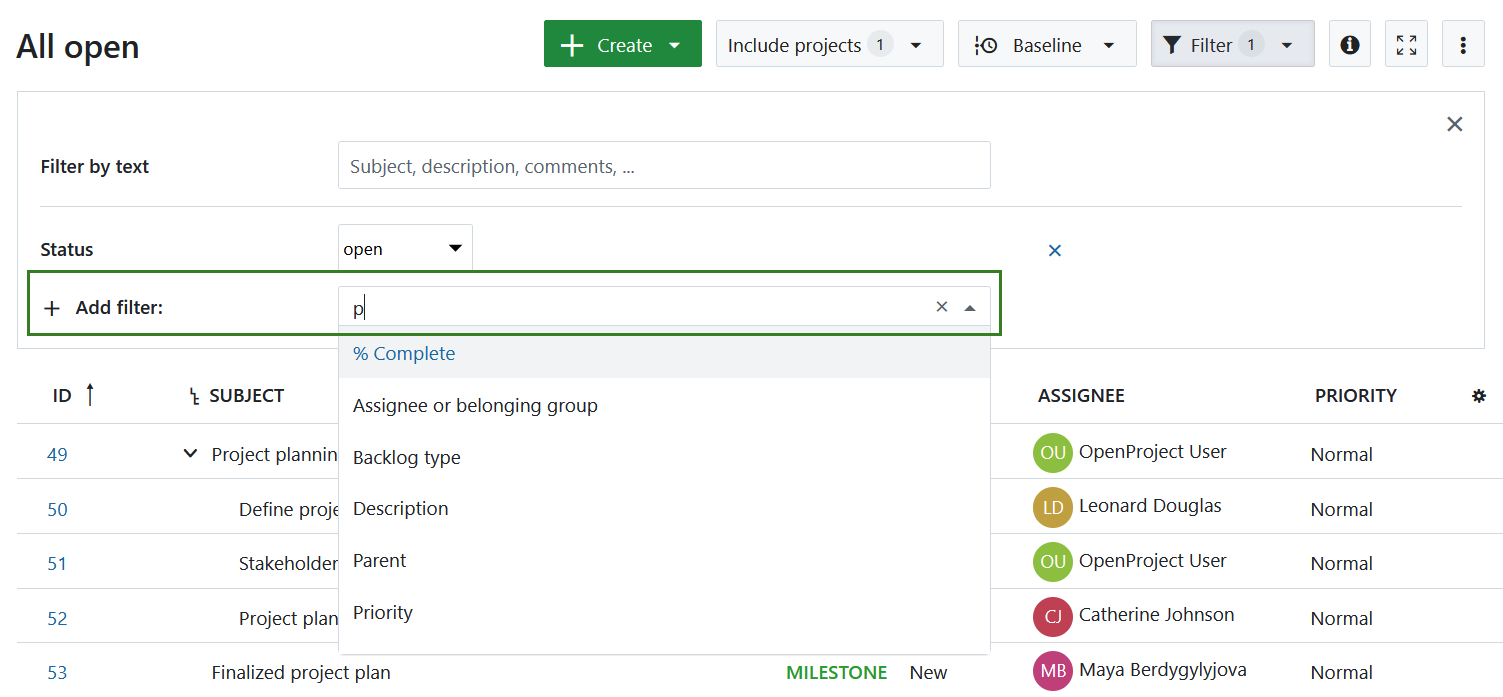 All open
Create
Include projects 1
Baseline
Filter 1
Filter by text
Subject, description, comments, ...
Status
open
Add filter:
p
% Complete
Assignee or belonging group
Backlog type
Description
Parent
Priority
ID SUBJECT ASSIGNEE PRIORITY
49 Project plannin OU OpenProject User Normal
50 Define proje LD Leonard Douglas Normal
51 Stakeholder OU OpenProject User Normal
52 Project plan CJ Catherine Johnson Normal
53 Finalized project plan MILESTONE New MB Maya Berdygylyjova Normal